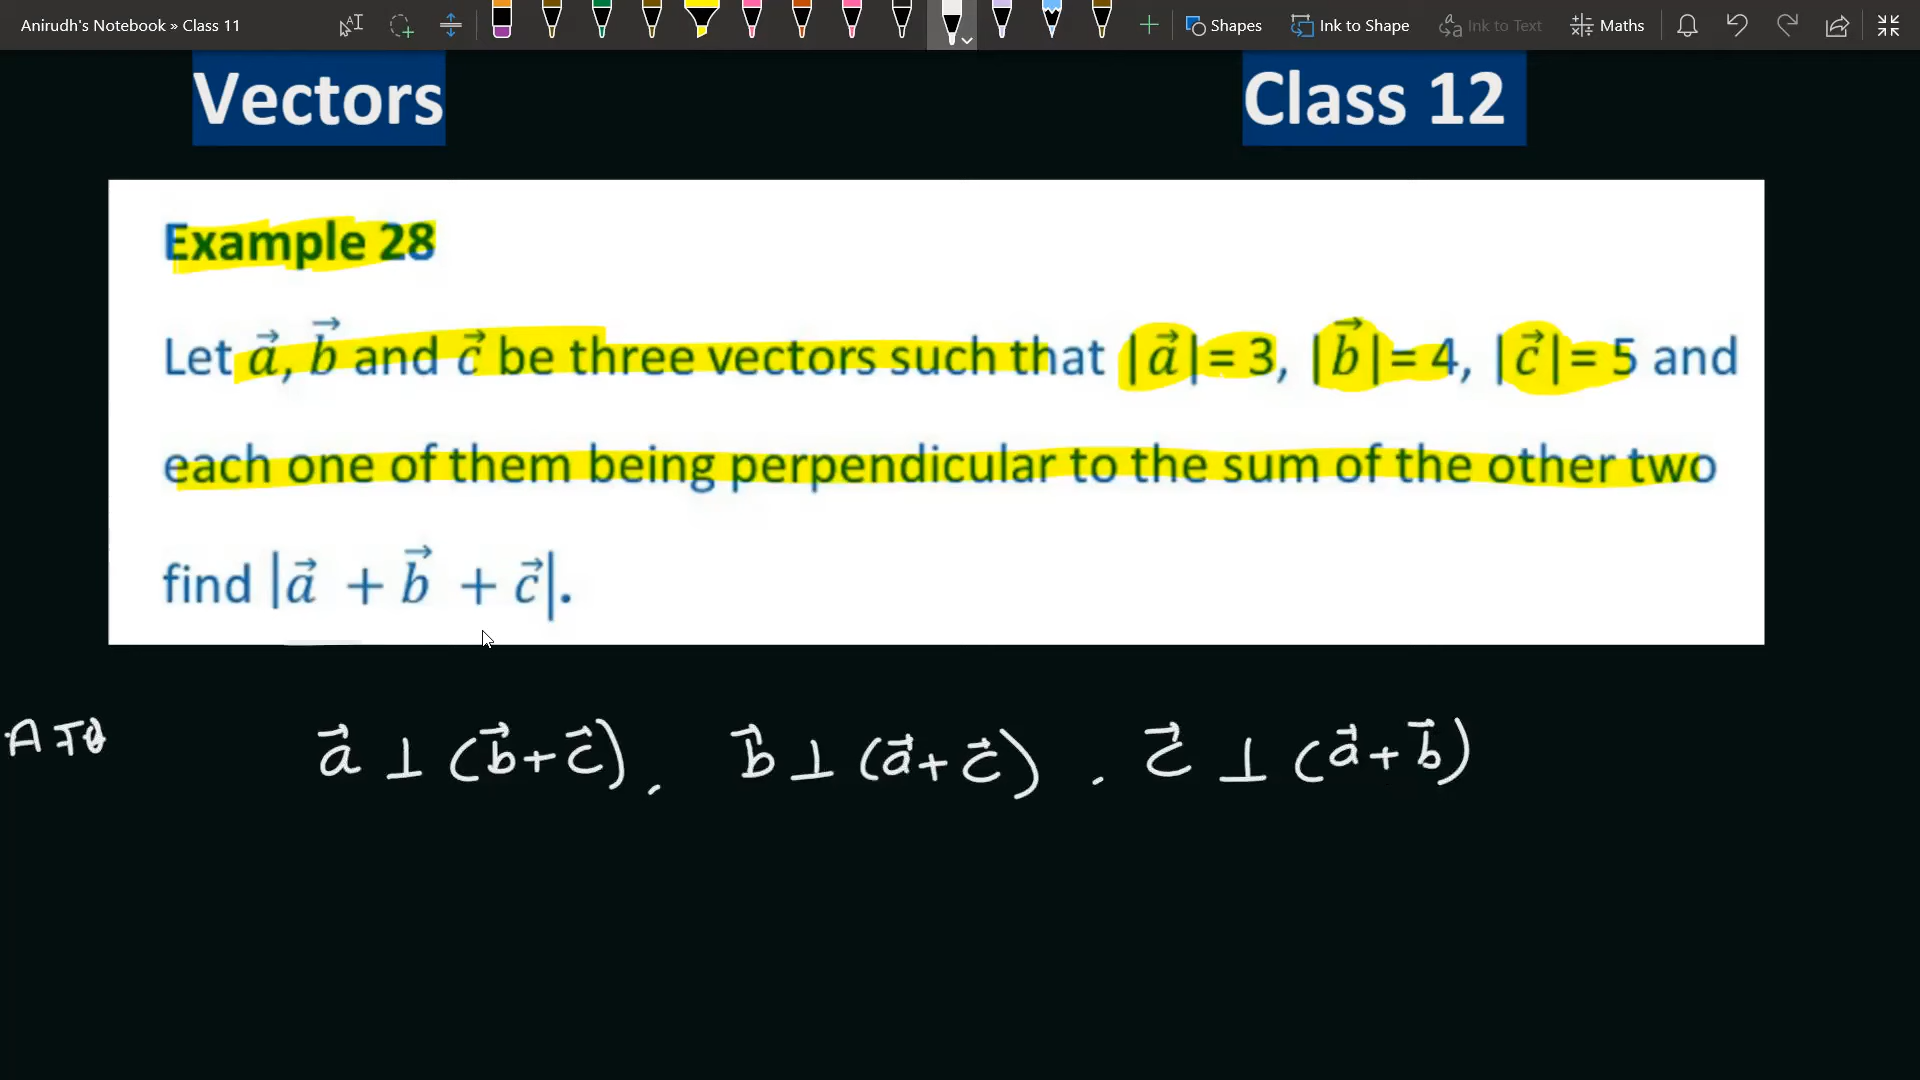 Anirudh's Notebook » Class 11 Shapes Ink to Shape Ink to Text Maths
Vectors Class 12
Example 28
Let a⃗, b⃗ and c⃗ be three vectors such that |a⃗|= 3, |b⃗|= 4, |c⃗|= 5 and
each one of them being perpendicular to the sum of the other two
find |a⃗ + b⃗ + c⃗|.
ATQ a⃗ ⊥ (b⃗+c⃗), b⃗ ⊥ (a⃗+c⃗). c⃗ ⊥ (a⃗+b⃗)